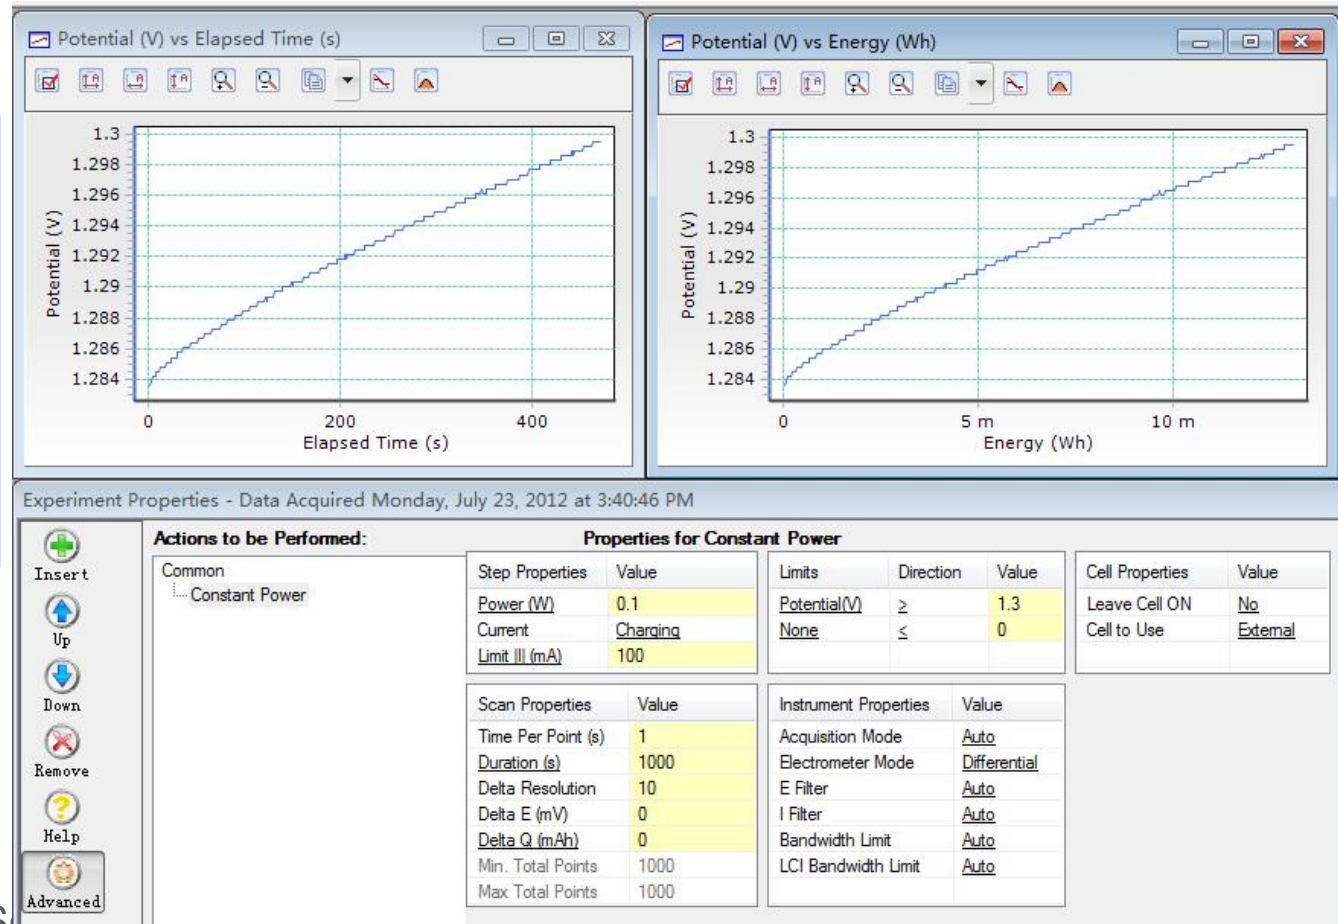 Potential (V) vs Elapsed Time (s)
1.3
1.298
1.296
1.294
1.292
1.29
1.288
1.286
1.284
Potential (V)
0 200 400
Elapsed Time (s)
Potential (V) vs Energy (Wh)
1.3
1.298
1.296
1.294
1.292
1.29
1.288
1.286
1.284
Potential (V)
0 5 m 10 m
Energy (Wh)
Experiment Properties - Data Acquired Monday, July 23, 2012 at 3:40:46 PM
Insert
Up
Down
Remove
Help
Advanced
Actions to be Performed:
Common
Constant Power
Properties for Constant Power
Step Properties Value
Power (W) 0.1
Current Charging
Limit |I| (mA) 100
Limits Direction Value
Potential(V) ≥ 1.3
None ≤ 0
Cell Properties Value
Leave Cell ON No
Cell to Use External
Scan Properties Value
Time Per Point (s) 1
Duration (s) 1000
Delta Resolution 10
Delta E (mV) 0
Delta Q (mAh) 0
Min. Total Points 1000
Max Total Points 1000
Instrument Properties Value
Acquisition Mode Auto
Electrometer Mode Differential
E Filter Auto
I Filter Auto
Bandwidth Limit Auto
LCI Bandwidth Limit Auto